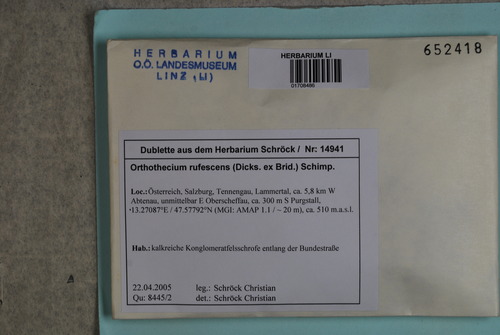 HERBARIUM
O.Ö. LANDESMUSEUM
LINZ (LI)
HERBARIUM LI
01708486
652418
Dublette aus dem Herbarium Schröck / Nr: 14941
Orthothecium rufescens (Dicks. ex Brid.) Schimp.
Loc.: Österreich, Salzburg, Tennengau, Lammertal, ca. 5,8 km W
Abtenau, unmittelbar E Oberscheffau, ca. 300 m S Purgstall,
13.27087°E / 47.57792°N (MGI: AMAP 1.1 / ~ 20 m), ca. 510 m.a.s.l.
Hab.: kalkreiche Konglomeratfelsschrofe entlang der Bundestraße
22.04.2005 leg.: Schröck Christian
Qu: 8445/2 det.: Schröck Christian